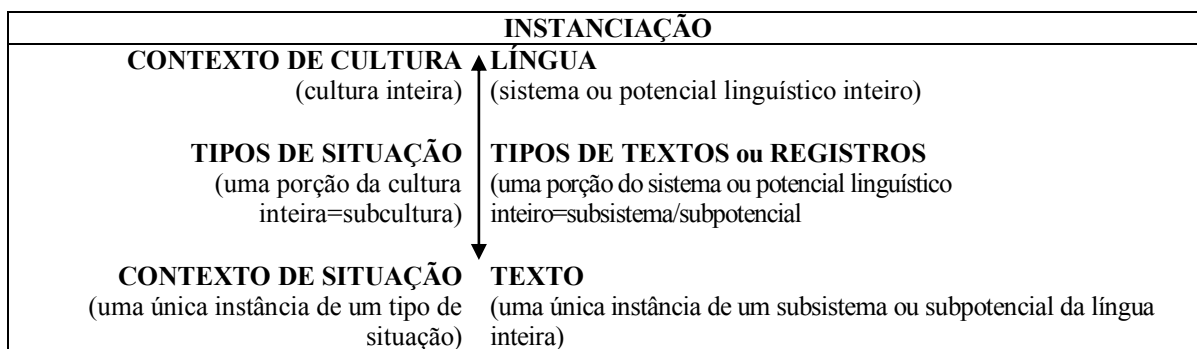 INSTANCIAÇÃO
CONTEXTO DE CULTURA LÍNGUA
(cultura inteira) (sistema ou potencial linguístico inteiro)
TIPOS DE SITUAÇÃO TIPOS DE TEXTOS ou REGISTROS
(uma porção da cultura (uma porção do sistema ou potencial linguístico
inteira=subcultura) inteiro=subsistema/subpotencial
CONTEXTO DE SITUAÇÃO TEXTO
(uma única instância de um tipo de (uma única instância de um subsistema ou subpotencial da língua
situação) inteira)